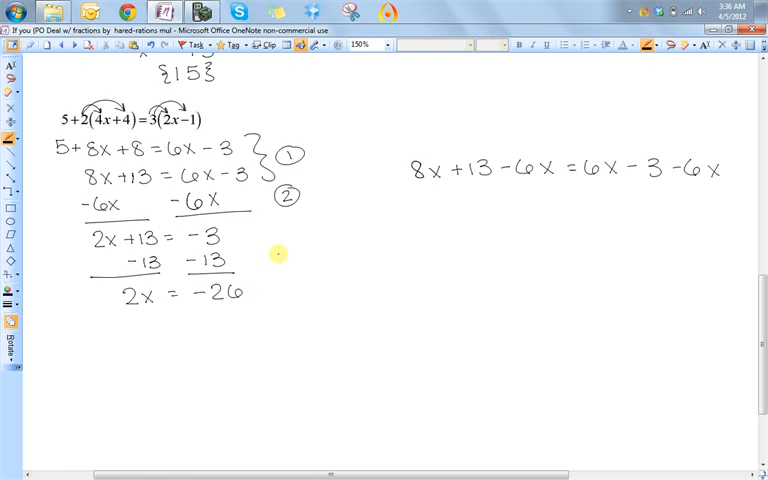 3:36 AM
4/5/2012
If you (PO Deal w/ fractions by hared-rations mul - Microsoft Office OneNote non-commercial use
Task Tag Clip 150% B I U
{15}
5+2(4x+4)=3(2x−1)
5+8x+8=6x−3
8x+13=6x−3
1
-6x -6x
2
2x+13=-3
-13 -13
2x = -26
8x+13-6x=6x-3-6x
Rotate